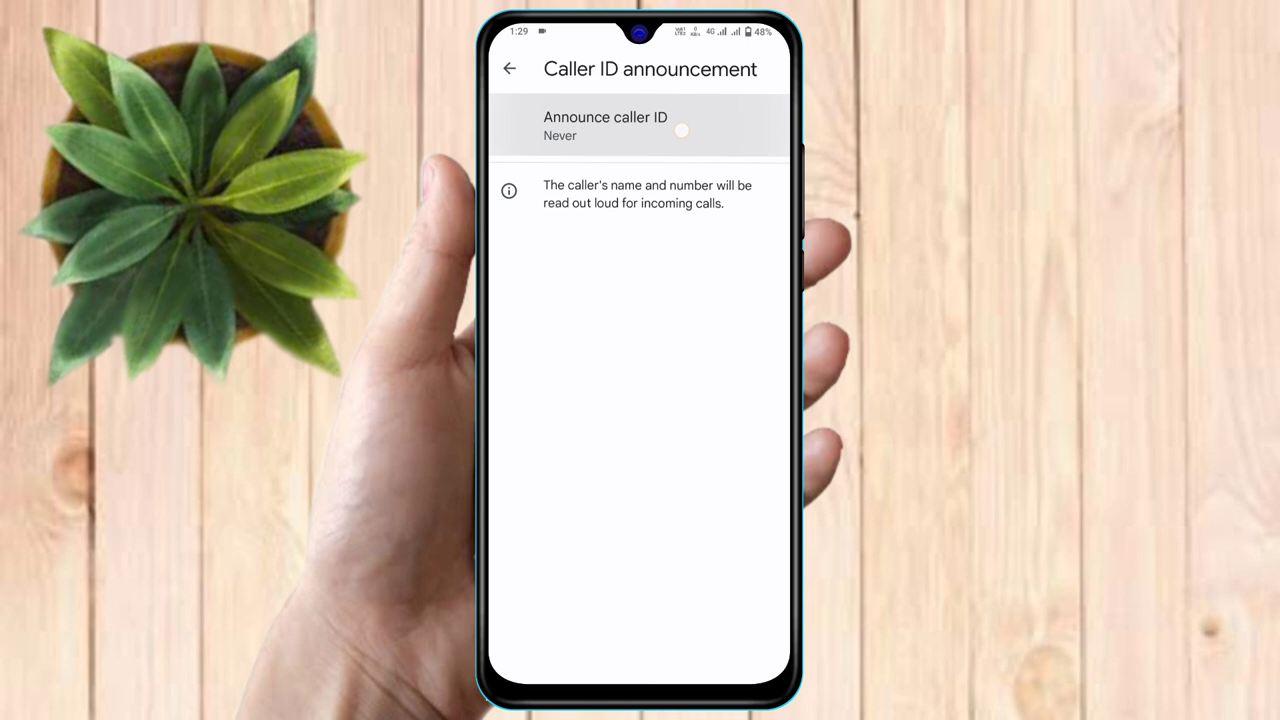 1:29 4G 48%
Caller ID announcement
Announce caller ID
Never
The caller's name and number will be
read out loud for incoming calls.